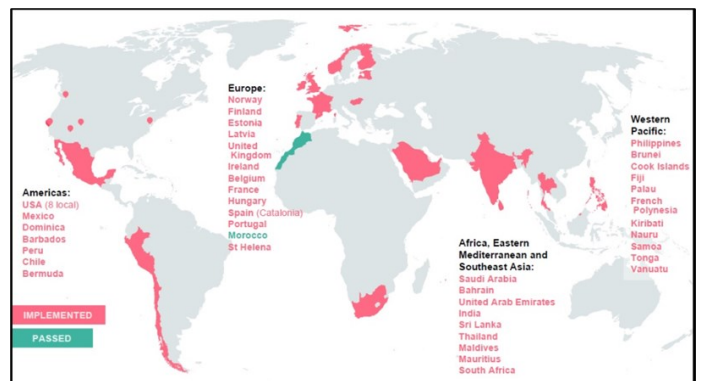 Americas:
USA (8 local)
Mexico
Dominica
Barbados
Peru
Chile
Bermuda
IMPLEMENTED
PASSED
Europe:
Norway
Finland
Estonia
Latvia
United
Kingdom
Ireland
Belgium
France
Hungary
Spain (Catalonia)
Portugal
Morocco
St Helena
Africa, Eastern
Mediterranean and
Southeast Asia:
Saudi Arabia
Bahrain
United Arab Emirates
India
Sri Lanka
Thailand
Maldives
Mauritius
South Africa
Western
Pacific:
Philippines
Brunei
Cook Islands
Fiji
Palau
French
Polynesia
Kiribati
Nauru
Samoa
Tonga
Vanuatu